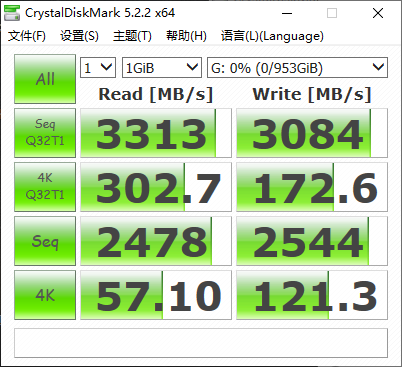 CrystalDiskMark 5.2.2 x64
文件(F) 设置(S) 主题(T) 帮助(H) 语言(L)(Language)
All 1 1GiB G: 0% (0/953GiB)
Read [MB/s] Write [MB/s]
Seq Q32T1 3313 3084
4K Q32T1 302.7 172.6
Seq 2478 2544
4K 57.10 121.3